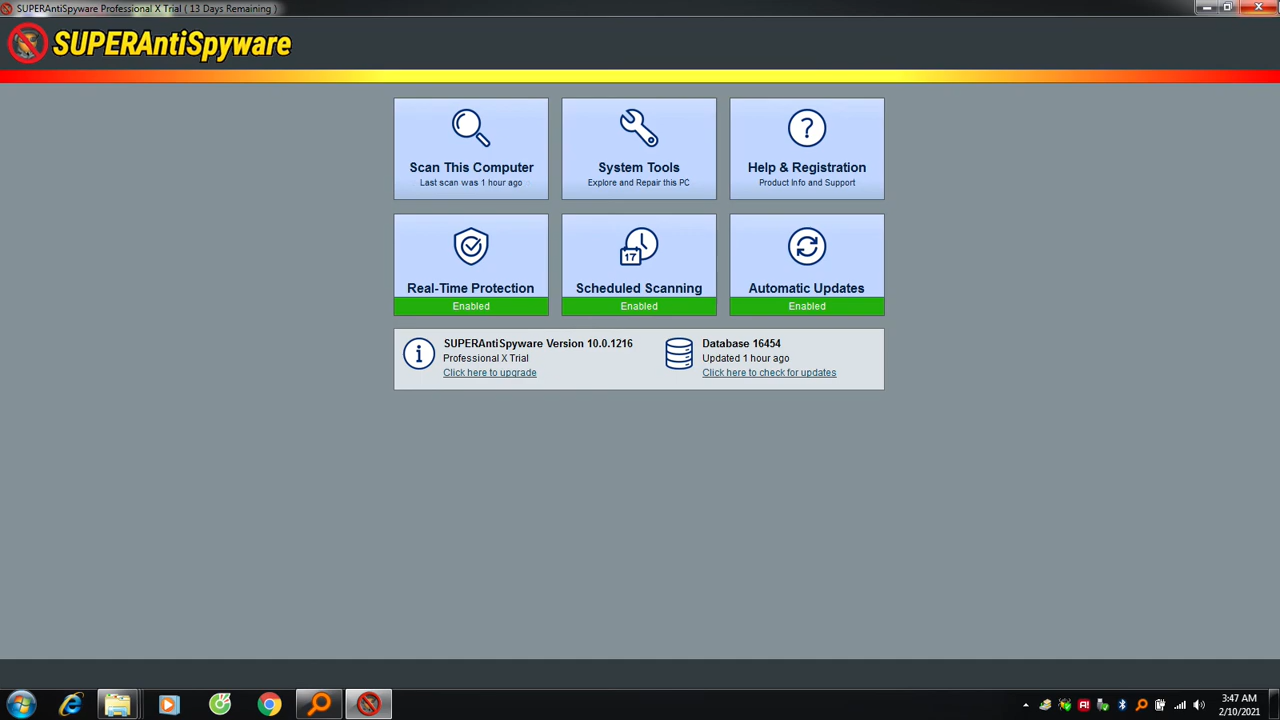 SUPERAntiSpyware Professional X Trial ( 13 Days Remaining )
SUPERAntiSpyware
Scan This Computer
Last scan was 1 hour ago
System Tools
Explore and Repair this PC
?
Help & Registration
Product Info and Support
Real-Time Protection
Enabled
17
Scheduled Scanning
Enabled
Automatic Updates
Enabled
SUPERAntiSpyware Version 10.0.1216
Professional X Trial
Click here to upgrade
Database 16454
Updated 1 hour ago
Click here to check for updates
3:47 AM
2/10/2021